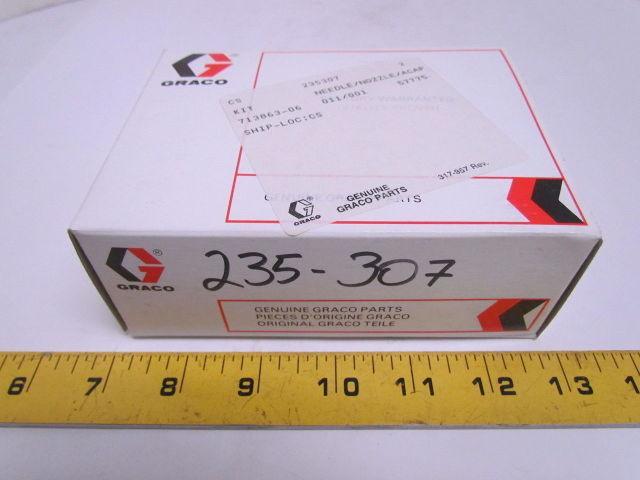 GRACO
235307 2
CS NEEDLE/NOZZLE/ACAP
KIT 011/001 57775
713863-06
SHIP-LOC:CS
GRACO
GENUINE
GRACO PARTS
317-957 Rev.
GRACO
235-307
GENUINE GRACO PARTS
PIECES D'ORIGINE GRACO
ORIGINAL GRACO TEILE
6 7 8 9 10 11 12 13